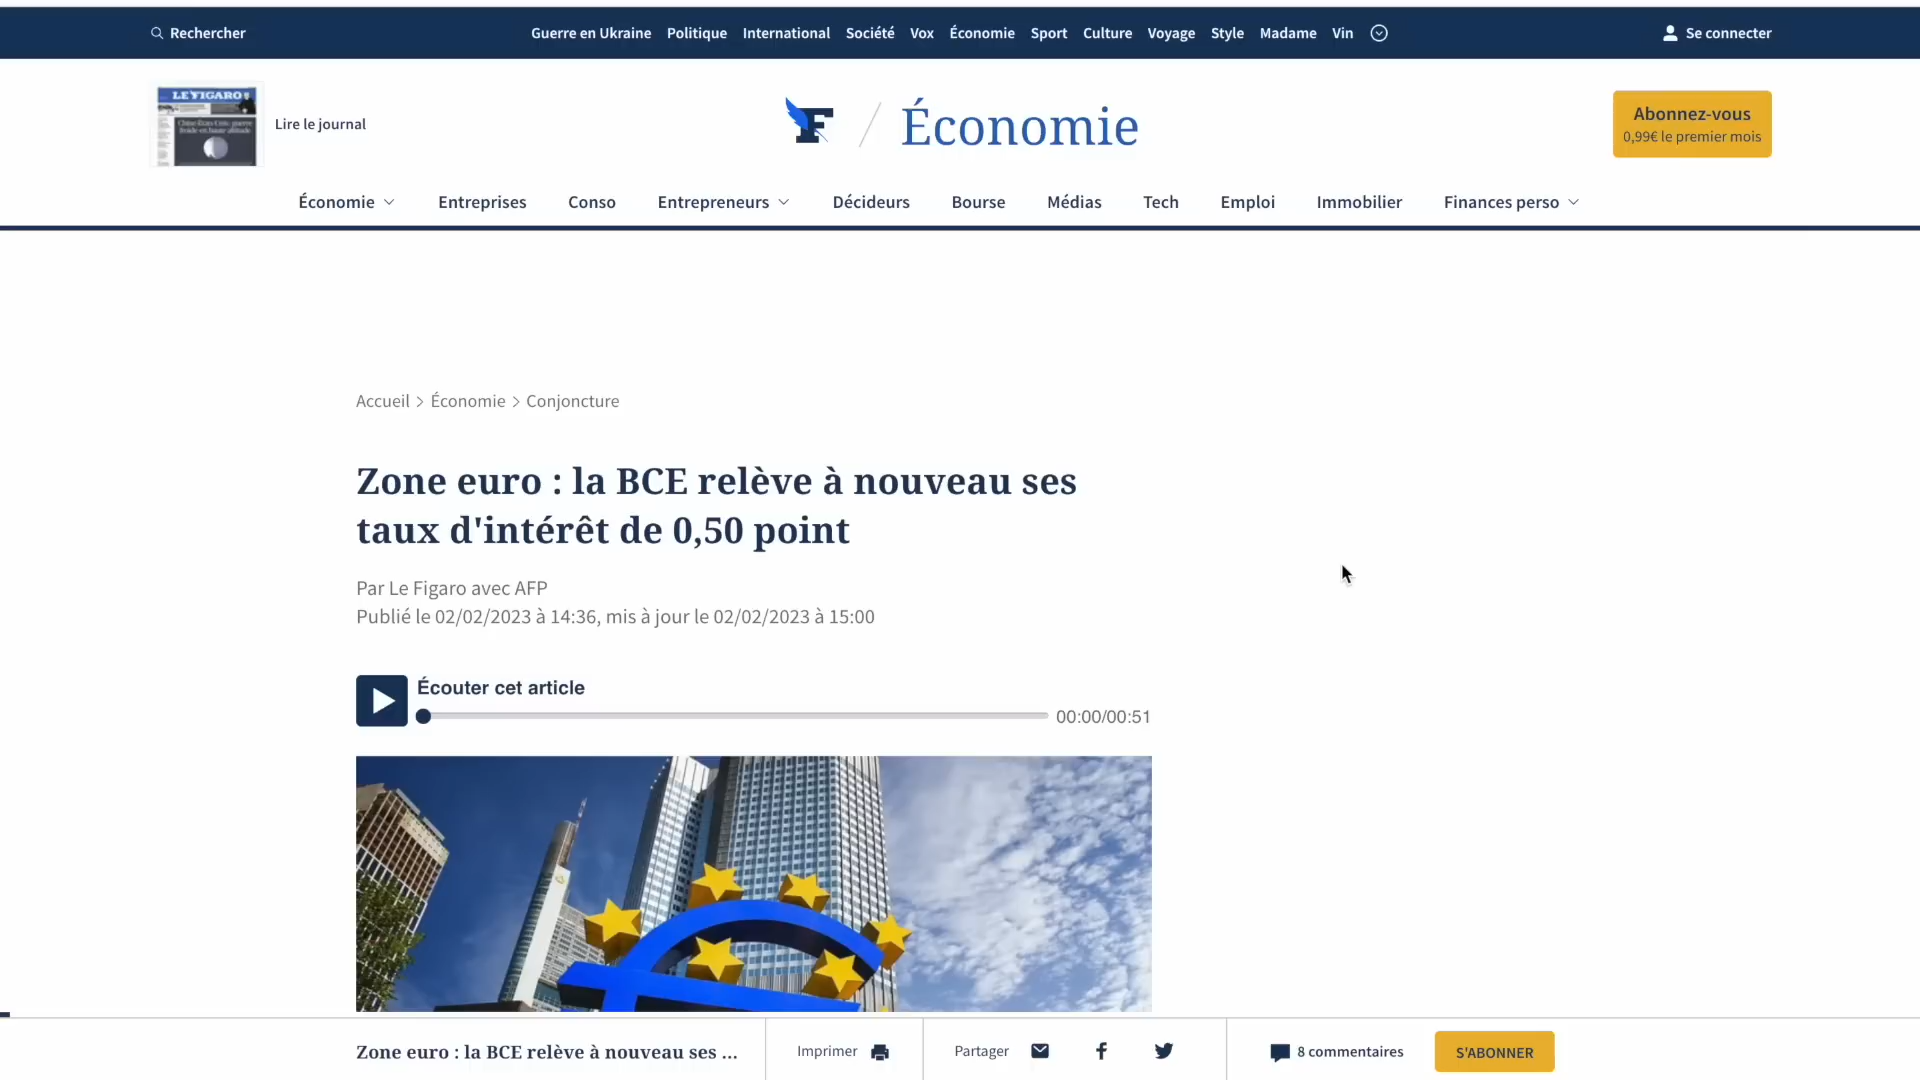 Rechercher
Guerre en Ukraine Politique International Société Vox Économie Sport Culture Voyage Style Madame Vin
Se connecter
LE FIGARO
Lire le journal
F / Économie
Abonnez-vous
0,99€ le premier mois
Économie Entreprises Conso Entrepreneurs Décideurs Bourse Médias Tech Emploi Immobilier Finances perso
Accueil > Économie > Conjoncture
Zone euro : la BCE relève à nouveau ses
taux d'intérêt de 0,50 point
Par Le Figaro avec AFP
Publié le 02/02/2023 à 14:36, mis à jour le 02/02/2023 à 15:00
Écouter cet article
00:00/00:51
Zone euro : la BCE relève à nouveau ses ...
Imprimer
Partager
8 commentaires
S'ABONNER